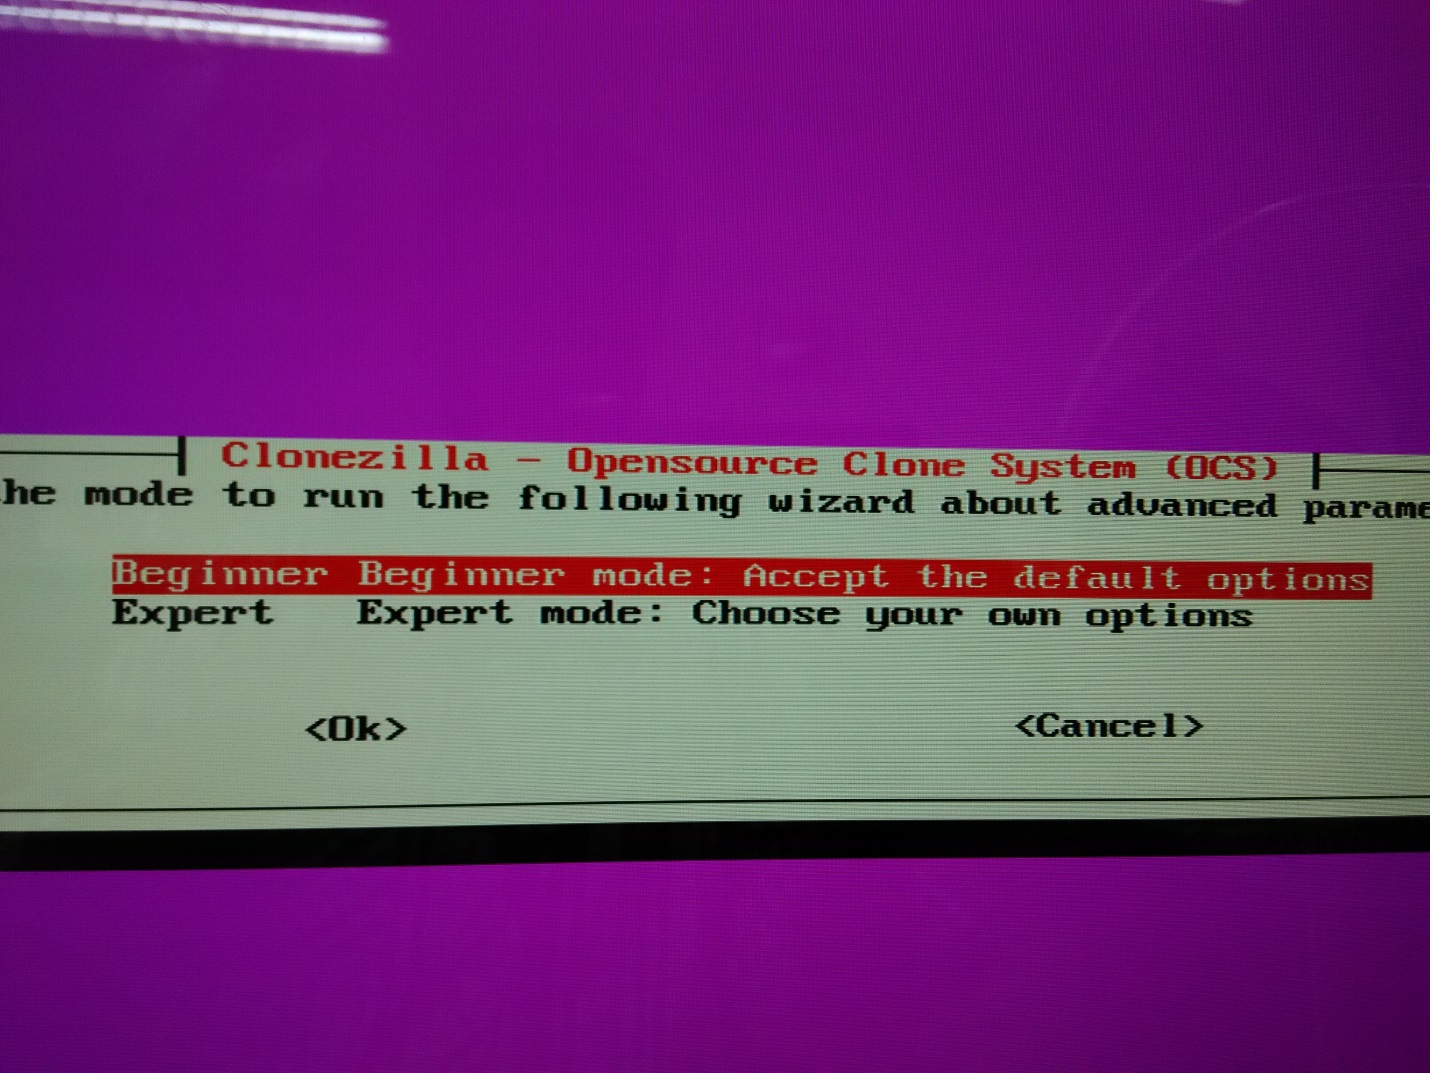 Clonezilla - Opensource Clone System (OCS)
he mode to run the following wizard about advanced parame
Beginner Beginner mode: Accept the default options
Expert Expert mode: Choose your own options
<Ok> <Cancel>